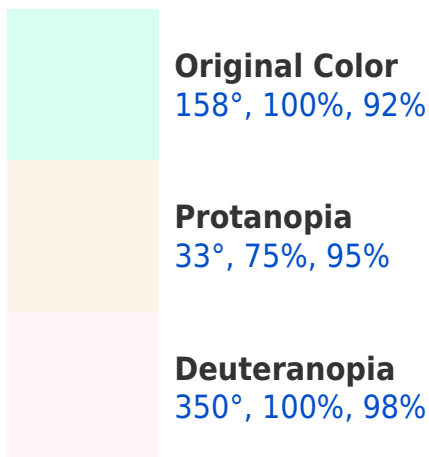 Original Color
158°, 100%, 92%
Protanopia
33°, 75%, 95%
Deuteranopia
350°, 100%, 98%